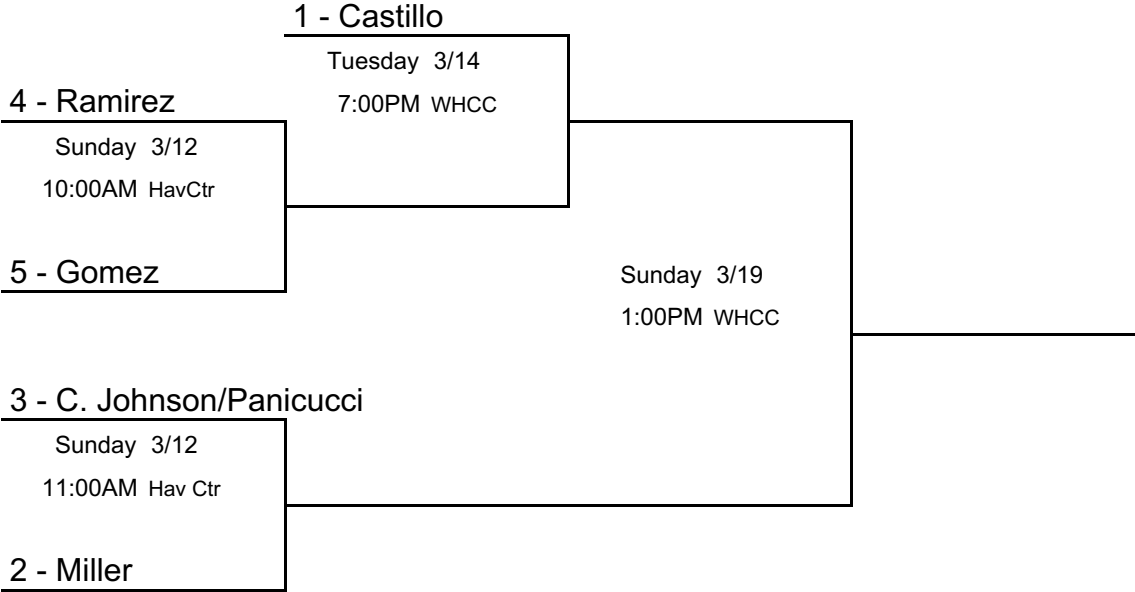 1 - Castillo
Tuesday 3/14
7:00PM WHCC
4 - Ramirez
Sunday 3/12
10:00AM HavCtr
5 - Gomez
Sunday 3/19
1:00PM WHCC
3 - C. Johnson/Panicucci
Sunday 3/12
11:00AM Hav Ctr
2 - Miller